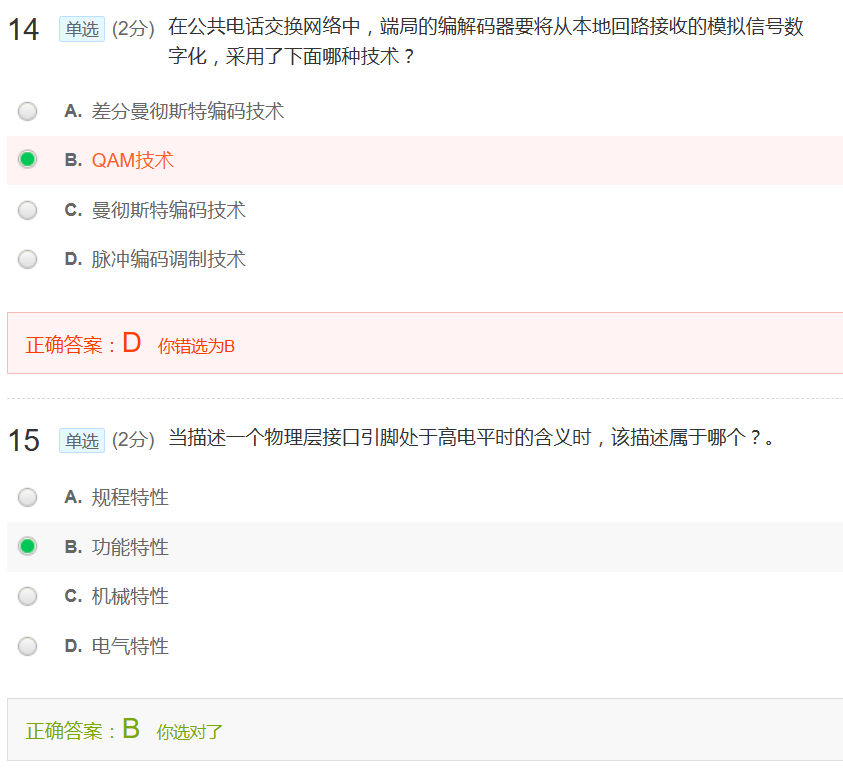 14 单选 (2分) 在公共电话交换网络中，端局的编解码器要将从本地回路接收的模拟信号数
字化，采用了下面哪种技术？
A. 差分曼彻斯特编码技术
B. QAM技术
C. 曼彻斯特编码技术
D. 脉冲编码调制技术
正确答案：D 你错选为B
15 单选 (2分) 当描述一个物理层接口引脚处于高电平时的含义时，该描述属于哪个？。
A. 规程特性
B. 功能特性
C. 机械特性
D. 电气特性
正确答案：B 你选对了